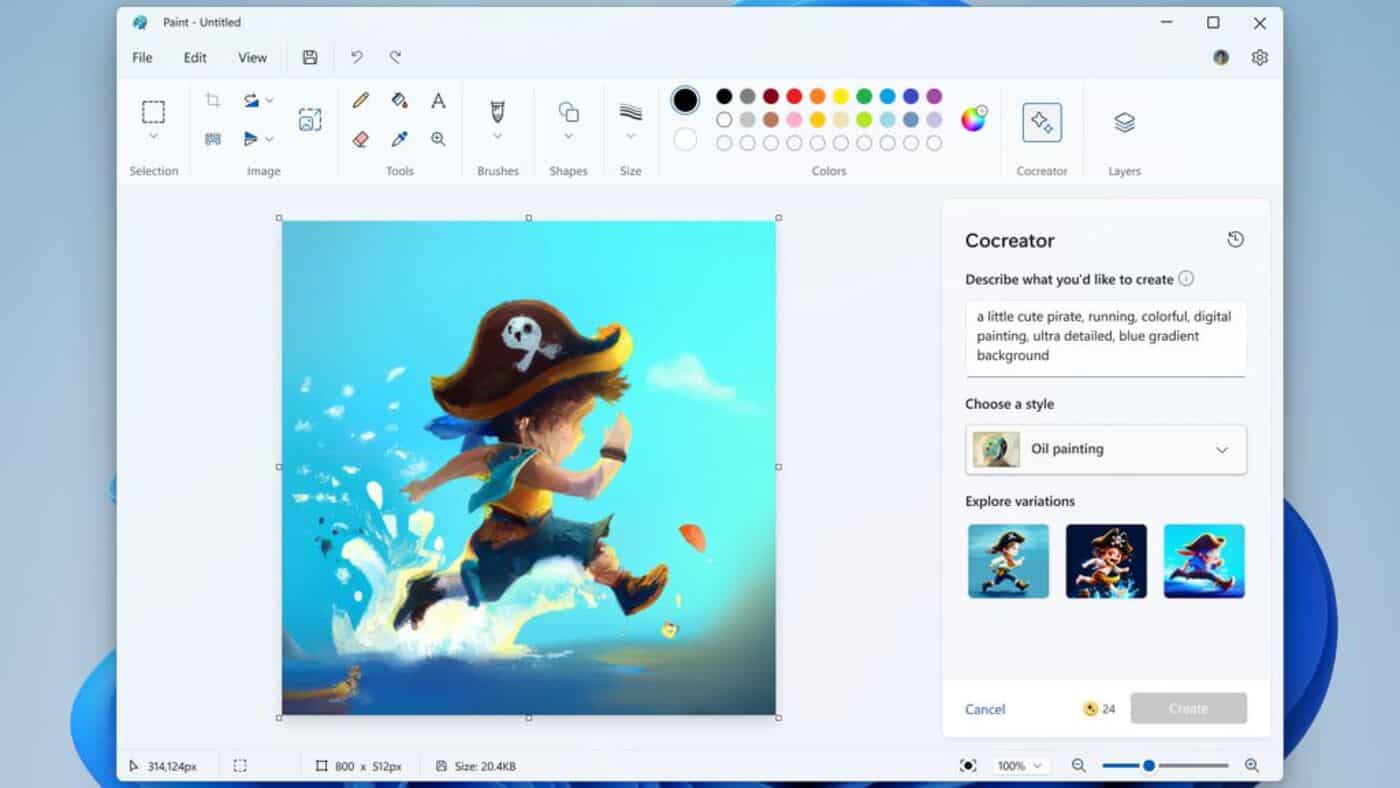 Paint - Untitled
File Edit View
Selection Image Tools Brushes Shapes Size Colors Cocreator Layers
Cocreator
Describe what you'd like to create
a little cute pirate, running, colorful, digital
painting, ultra detailed, blue gradient
background
Choose a style
Oil painting
Explore variations
Cancel 24 Create
314,124px 800 x 512px Size: 20.4KB 100%